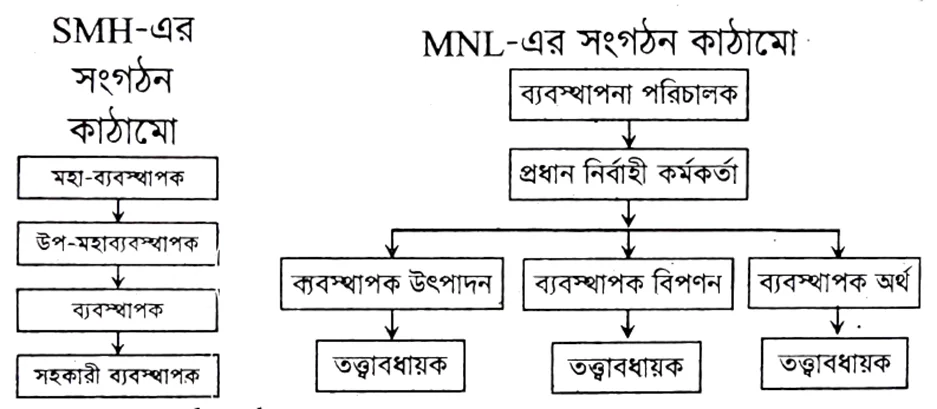 SMH-এর
সংগঠন
কাঠামো
মহা-ব্যবস্থাপক
উপ-মহাব্যবস্থাপক
ব্যবস্থাপক
সহকারী ব্যবস্থাপক
MNL-এর সংগঠন কাঠামো
ব্যবস্থাপনা পরিচালক
প্রধান নির্বাহী কর্মকর্তা
ব্যবস্থাপক উৎপাদন
ব্যবস্থাপক বিপণন
ব্যবস্থাপক অর্থ
তত্ত্বাবধায়ক
তত্ত্বাবধায়ক
তত্ত্বাবধায়ক